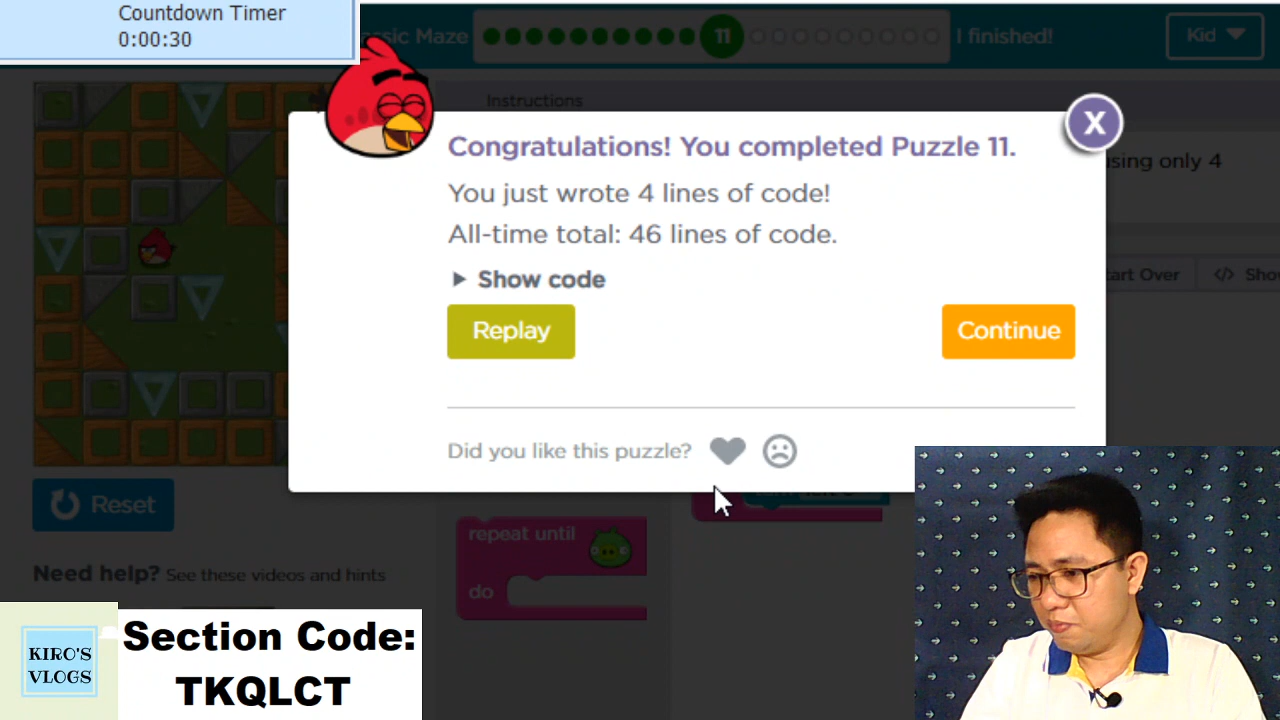 Countdown Timer
0:00:30
Classic Maze
11
I finished!
Kid
Instructions
Congratulations! You completed Puzzle 11.
using only 4
You just wrote 4 lines of code!
All-time total: 46 lines of code.
Show code
Start Over
Replay
Continue
Did you like this puzzle?
Reset
repeat until
do
Need help? See these videos and hints
KIRO'S
VLOGS
Section Code:
TKQLCT